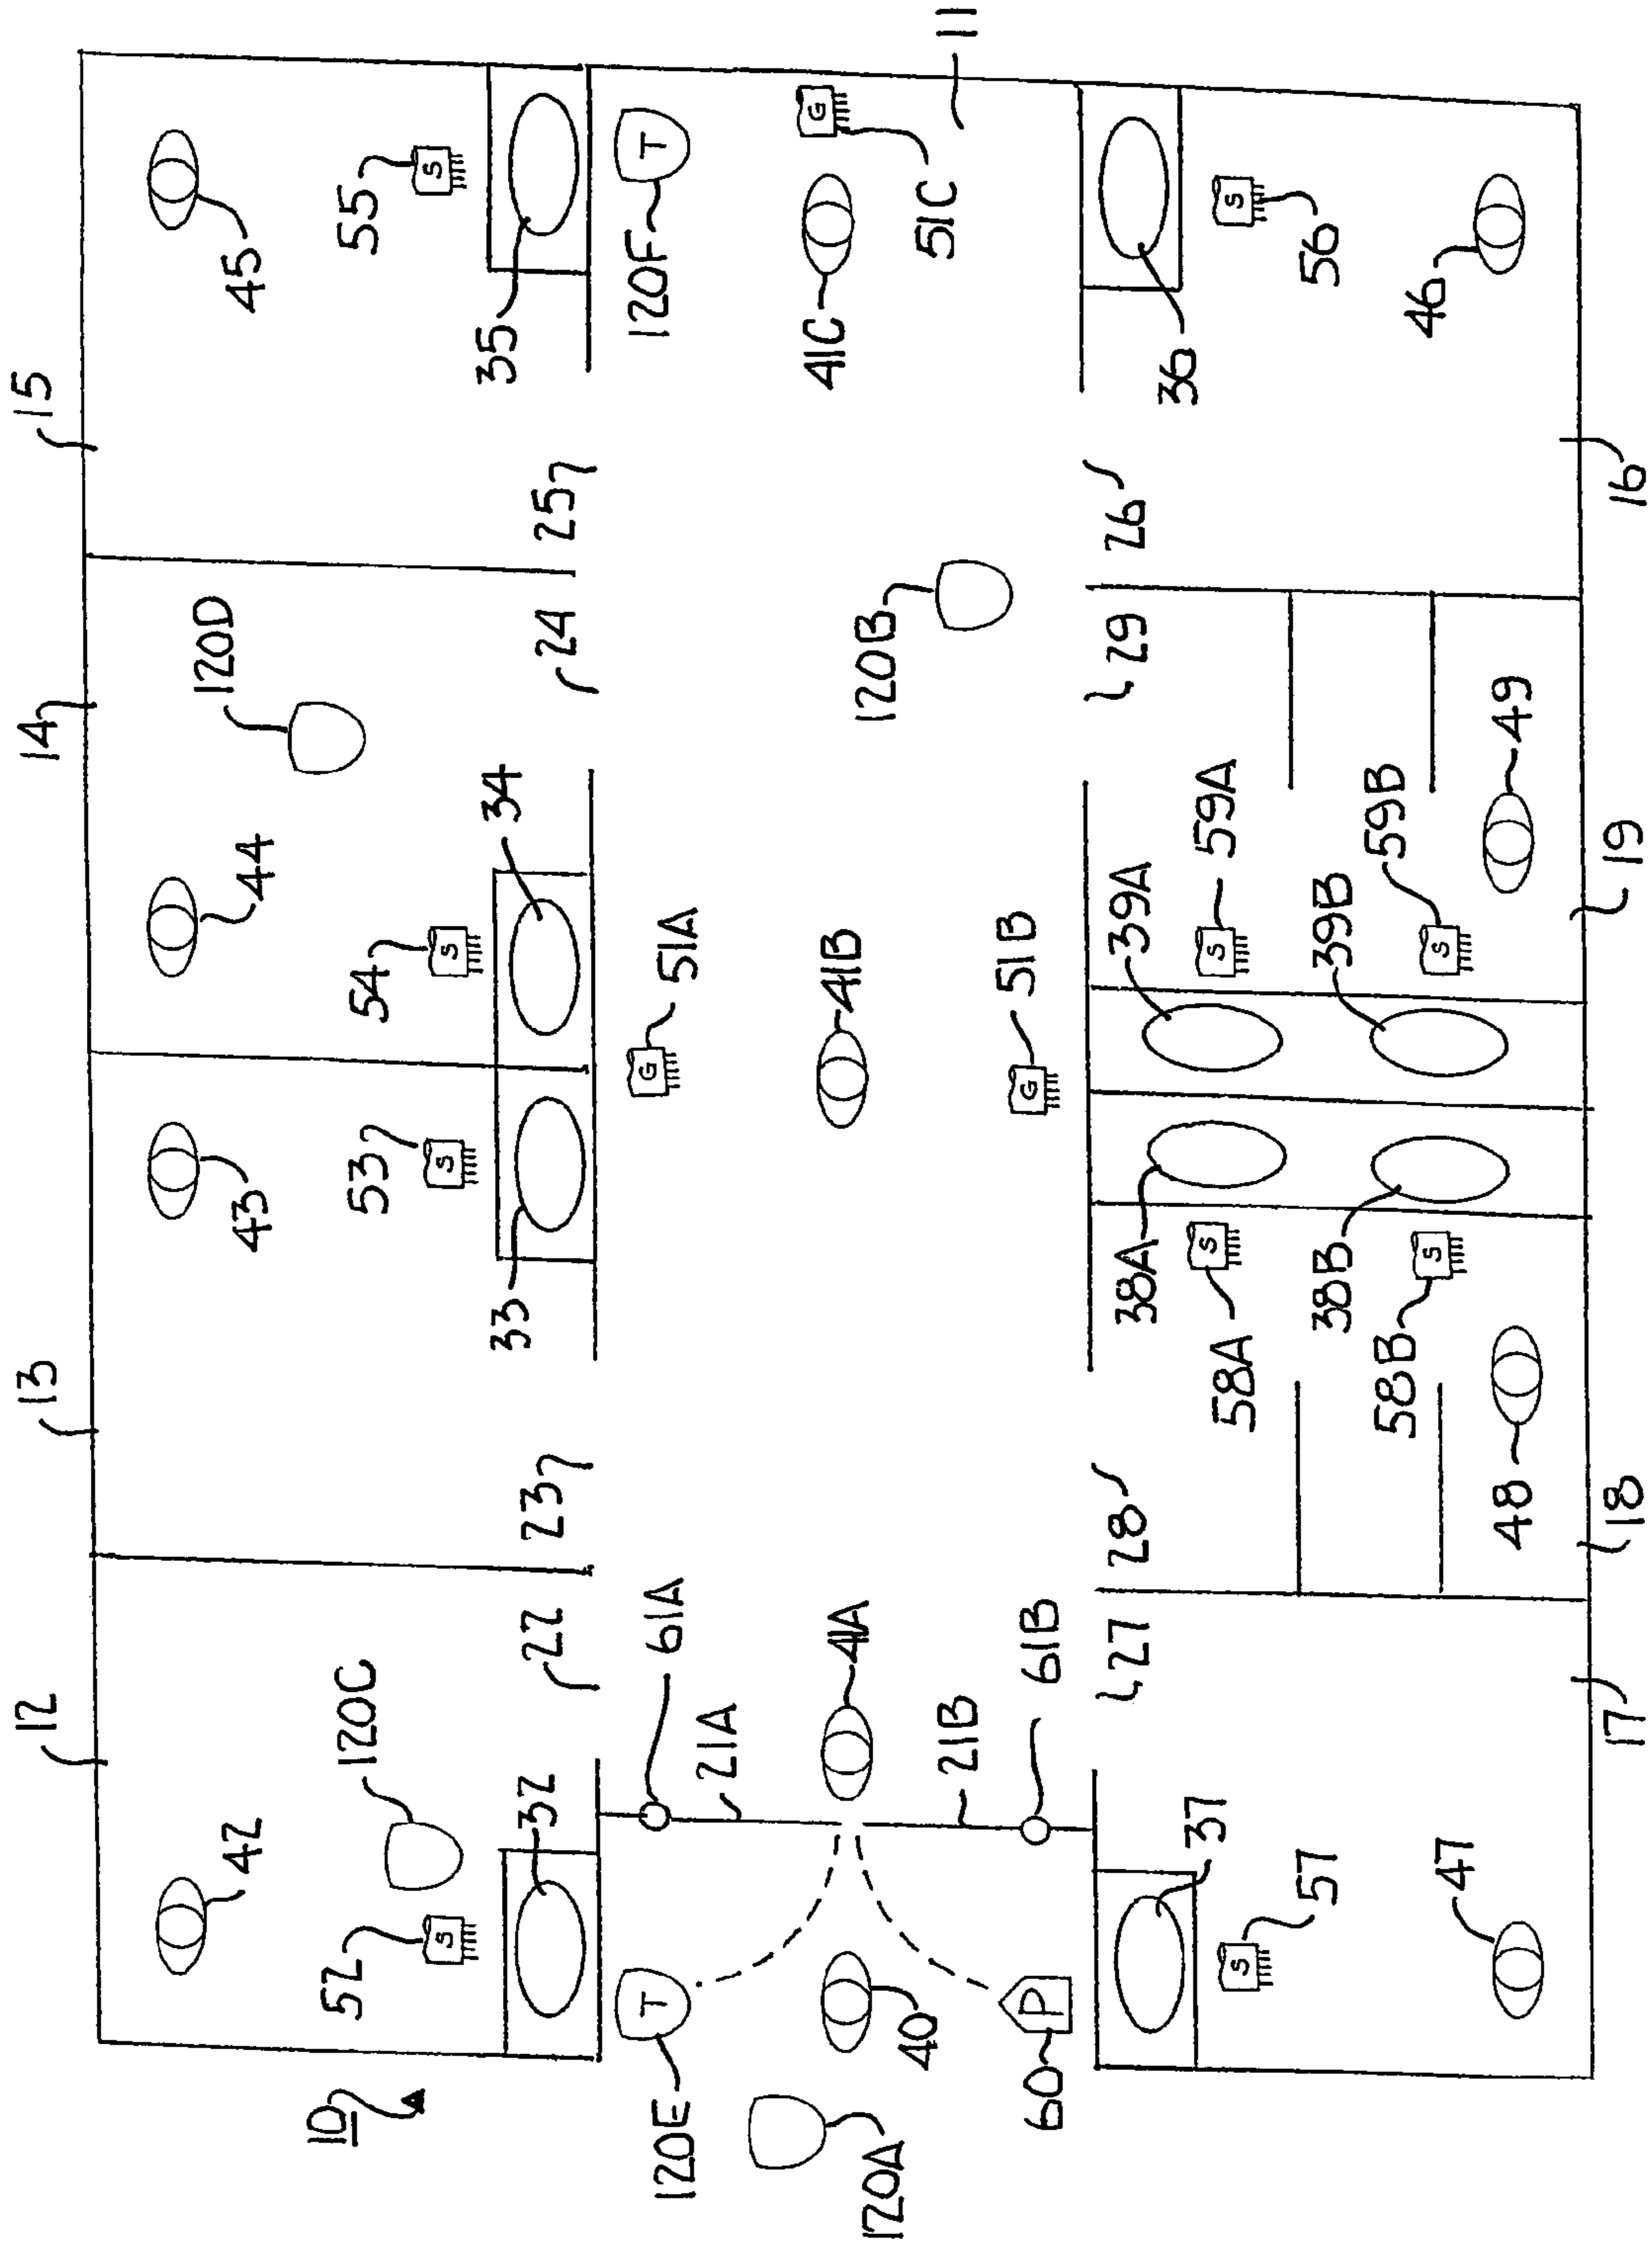 10
12
13
14
15
42
52
120C
32
22
43
53
33
23
44
54
34
120D
24
45
55
35
25
S
S
S
S
120E
T
120A
40
60
P
21A
61A
41A
21B
61B
G
51A
41B
G
51B
120B
120F
T
41C
G
51C
11
37
57
S
47
27
17
28
38A
58A
S
38B
58B
S
48
18
39A
59A
S
39B
59B
S
49
19
29
26
36
56
S
46
16